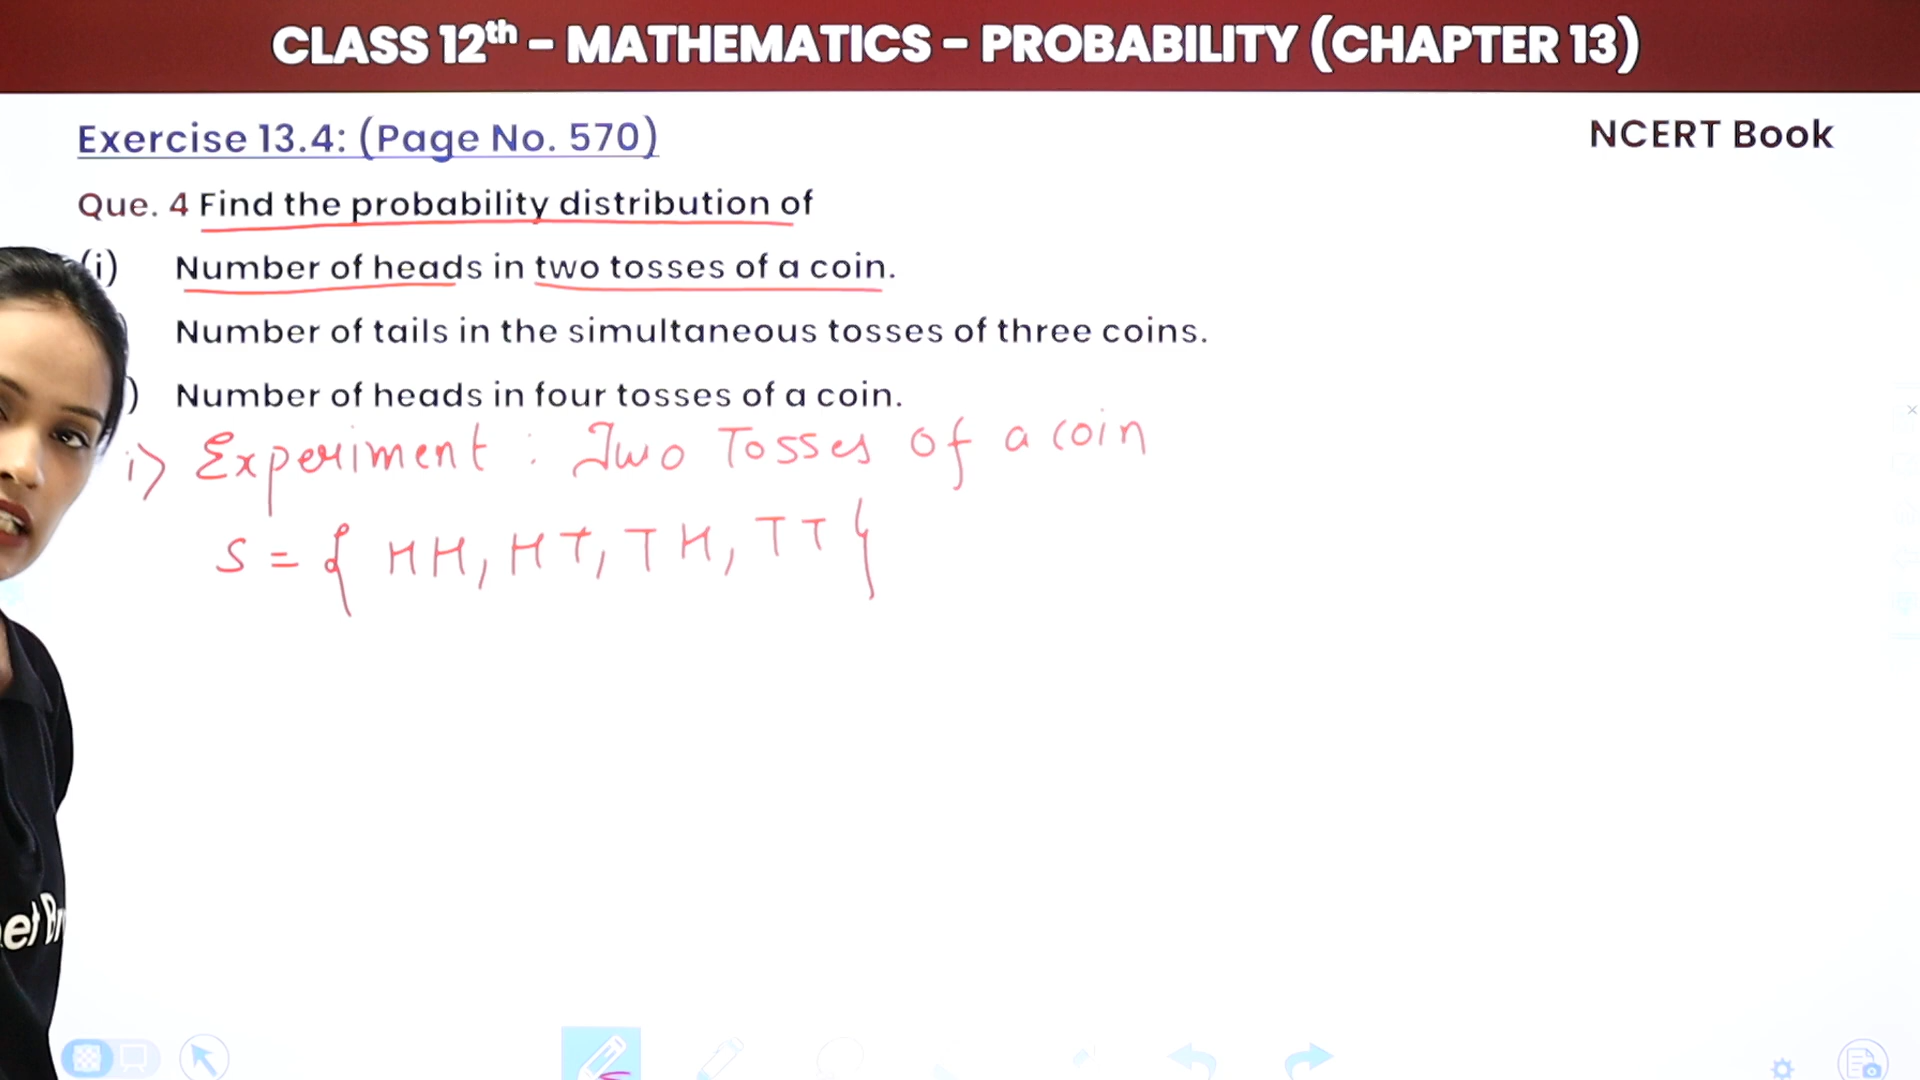 CLASS 12th – MATHEMATICS – PROBABILITY (CHAPTER 13)
Exercise 13.4: (Page No. 570)
NCERT Book
Que. 4 Find the probability distribution of
(i) Number of heads in two tosses of a coin.
Number of tails in the simultaneous tosses of three coins.
) Number of heads in four tosses of a coin.
i) Experiment : Two Tosses of a coin
S = { HH, HT, TH, TT }